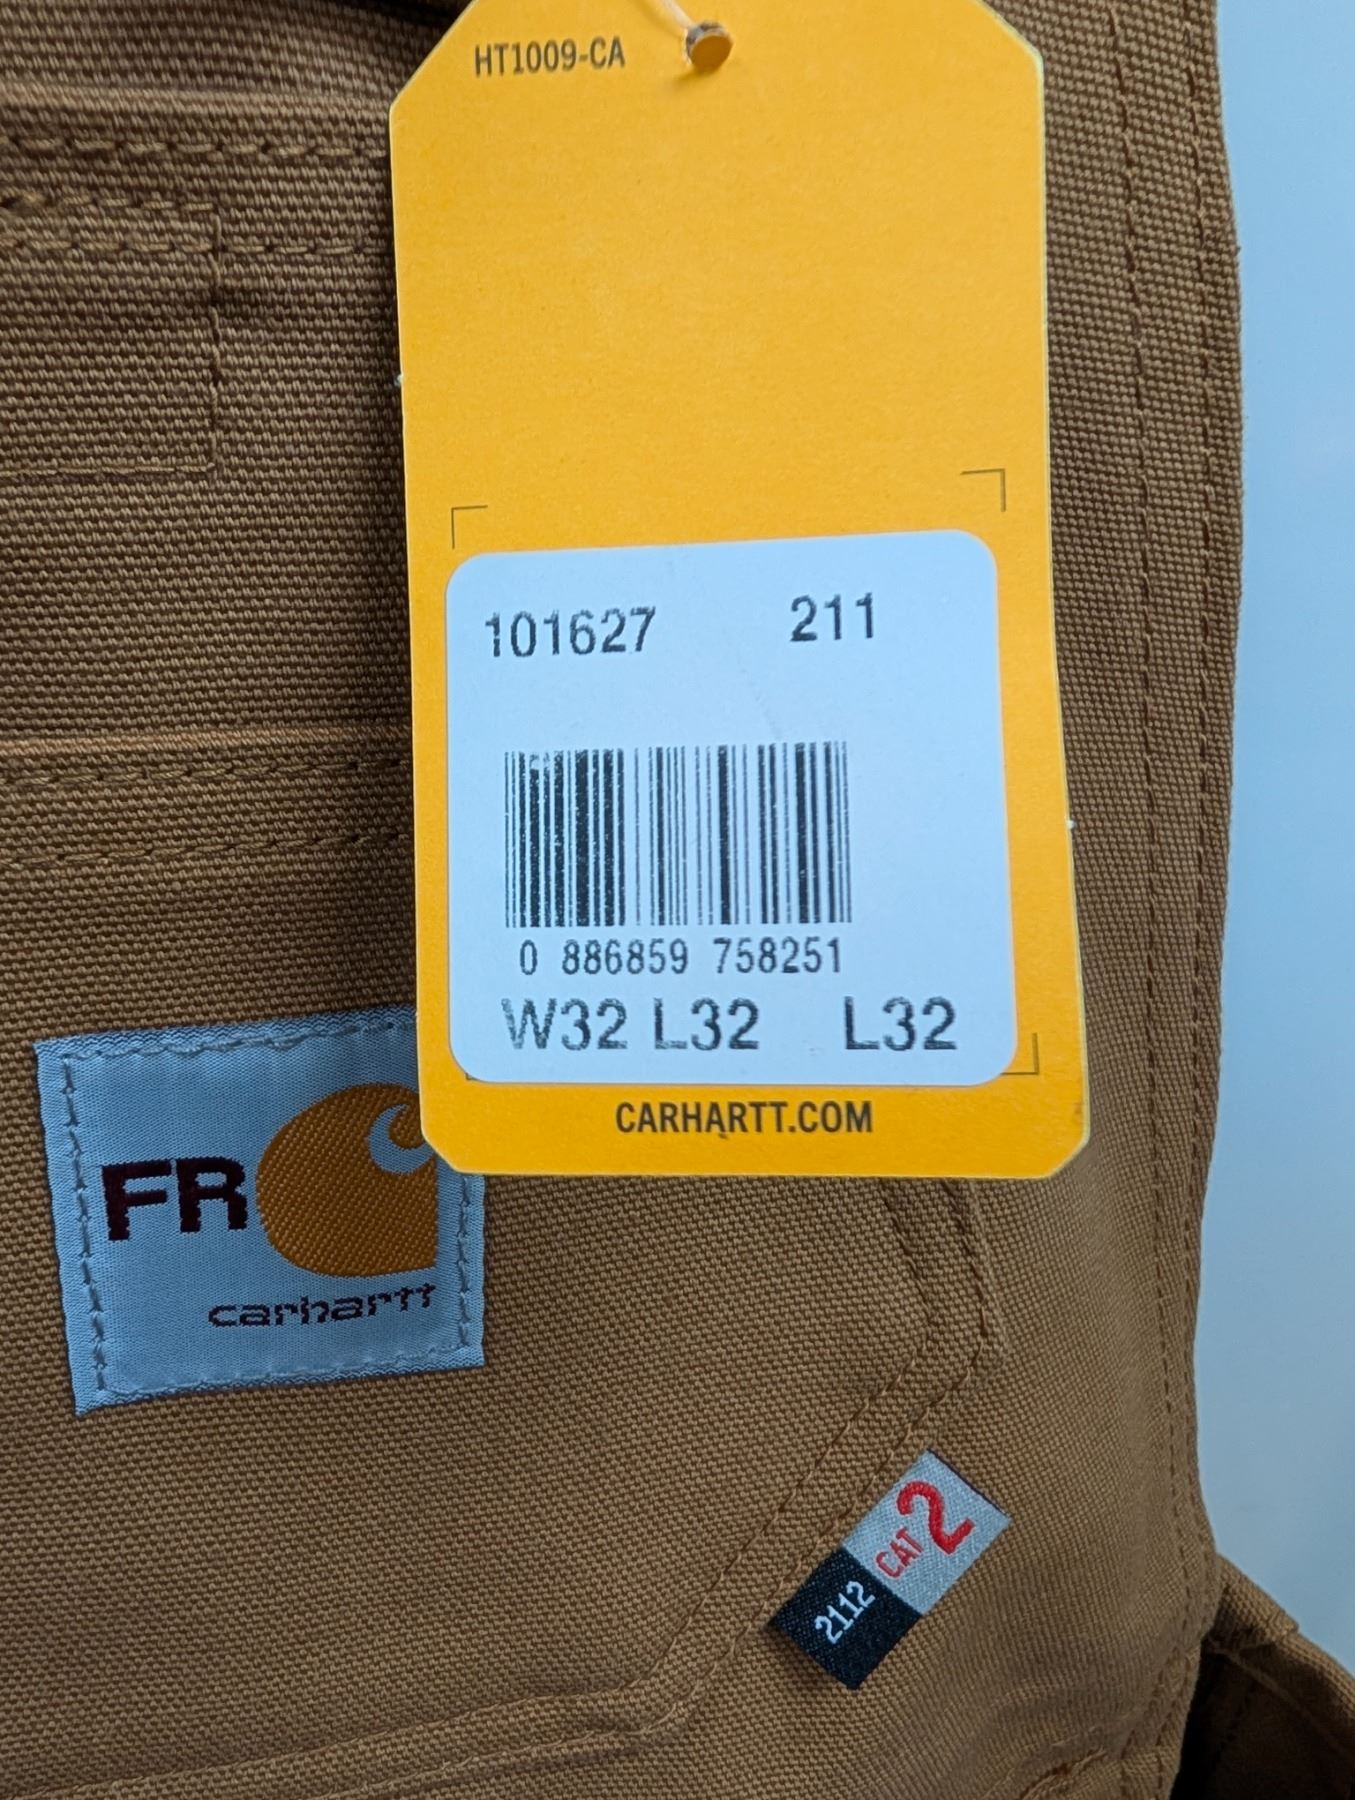 HT1009-CA
101627 211
0 886859 758251
W32 L32 L32
CARHARTT.COM
FR
carhartt
CAT 2
2112